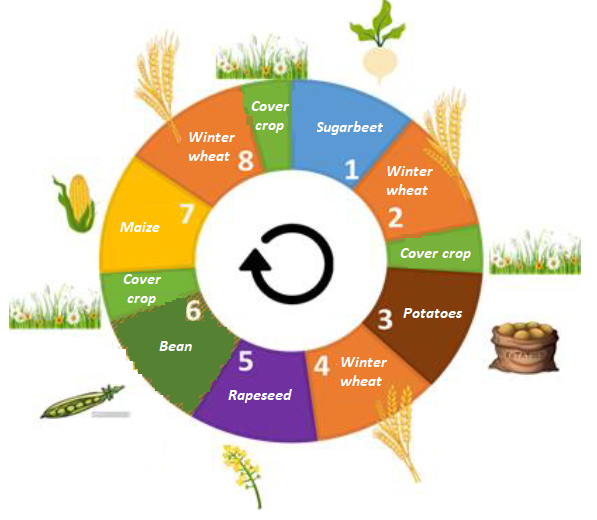 Sugarbeet
1
Winter
wheat
2
Cover crop
Potatoes
3
Winter
wheat
4
Rapeseed
5
Bean
6
Cover
crop
Maize
7
Winter
wheat
8
Cover
crop